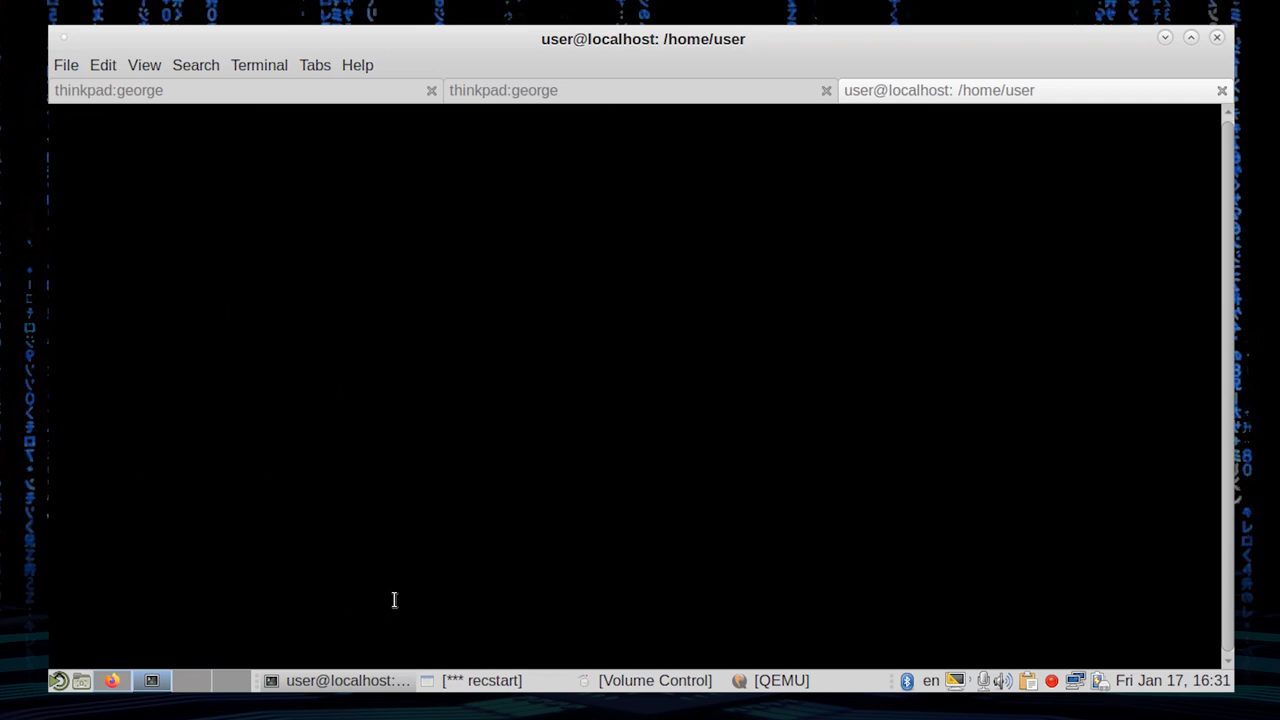 user@localhost: /home/user
File Edit View Search Terminal Tabs Help
thinkpad:george
thinkpad:george
user@localhost: /home/user
user@localhost:...
[*** recstart]
[Volume Control]
[QEMU]
en
Fri Jan 17, 16:31